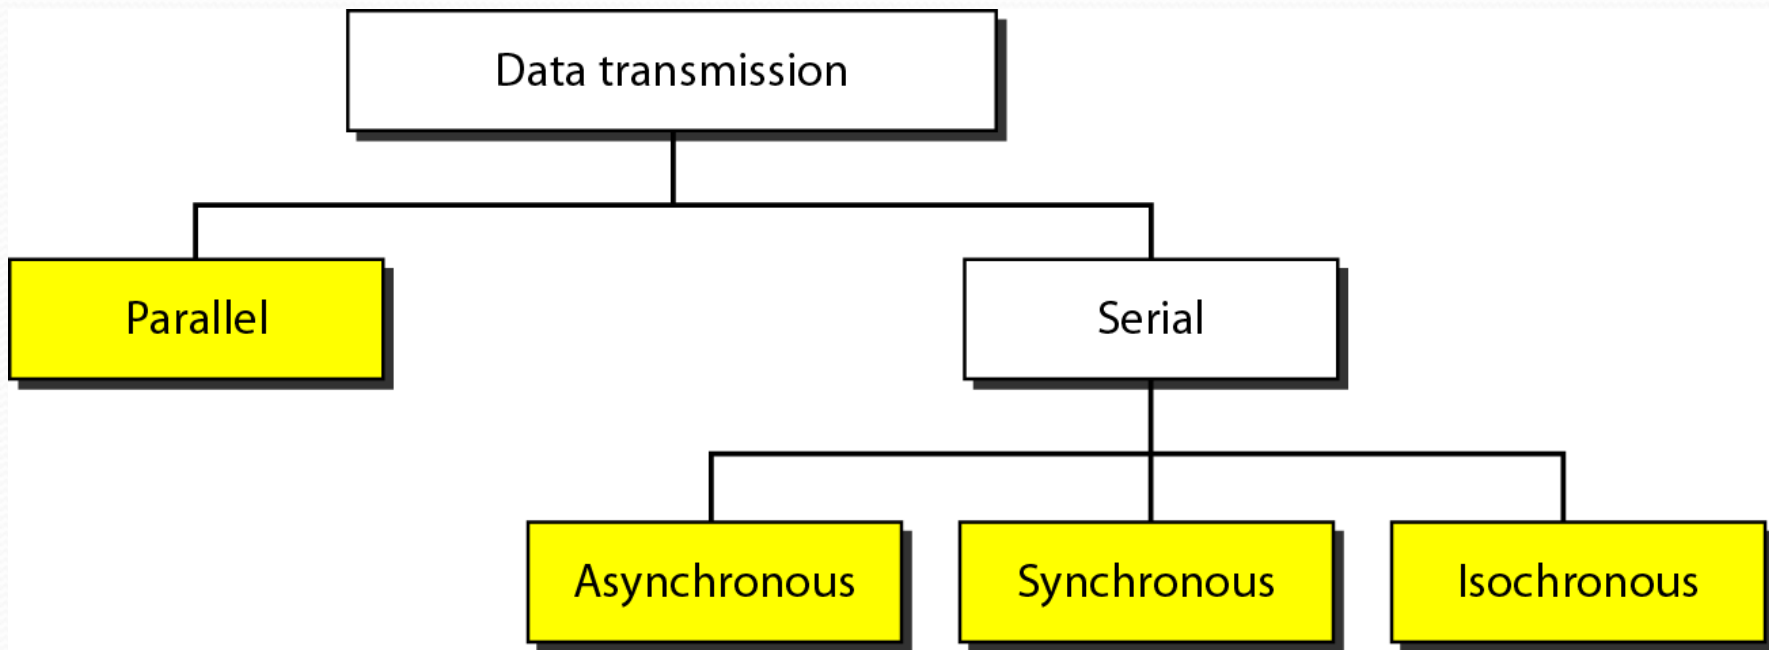 Data transmission
Parallel
Serial
Asynchronous
Synchronous
Isochronous